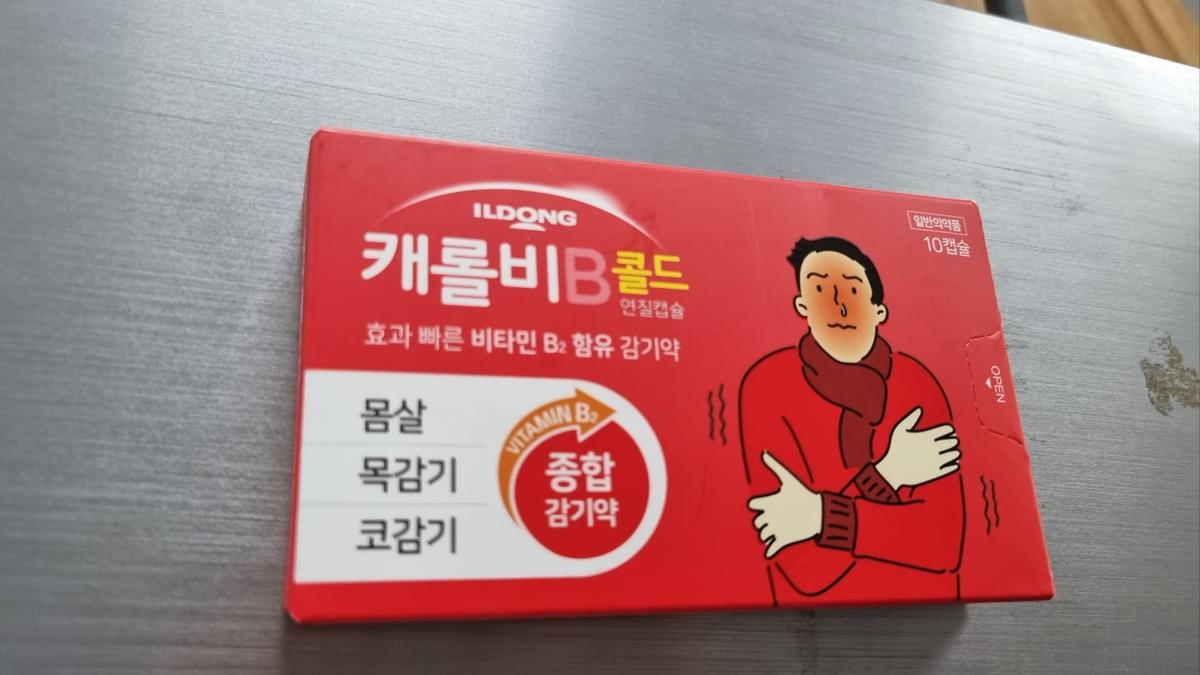 ILDONG
캐롤비B콜드
연질캡슐
효과 빠른 비타민 B₂ 함유 감기약
몸살
목감기
코감기
VITAMIN B₂
종합
감기약
일반의약품
10캡슐
OPEN